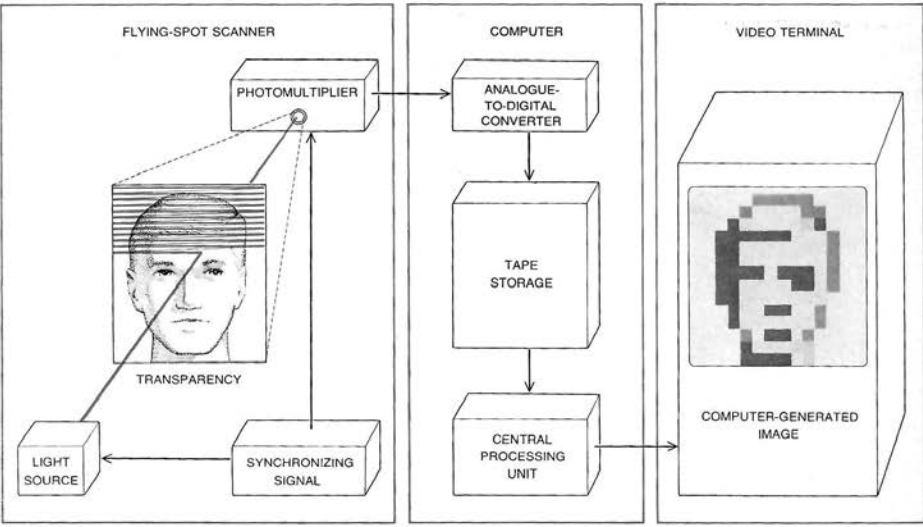 FLYING-SPOT SCANNER
PHOTOMULTIPLIER
TRANSPARENCY
LIGHT
SOURCE
SYNCHRONIZING
SIGNAL
COMPUTER
ANALOGUE-
TO-DIGITAL
CONVERTER
TAPE
STORAGE
CENTRAL
PROCESSING
UNIT
VIDEO TERMINAL
COMPUTER-GENERATED
IMAGE